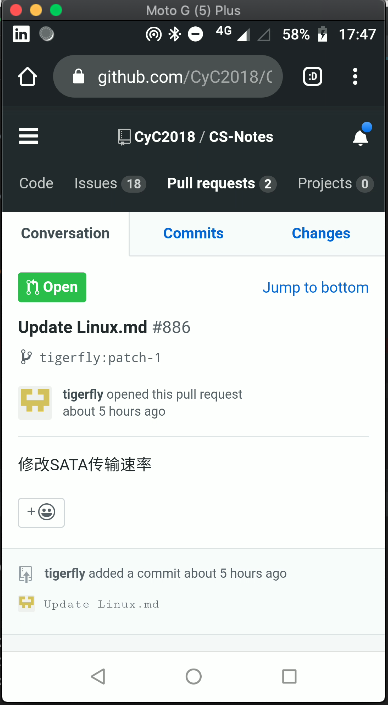 Moto G (5) Plus
in 4G 58% 17:47
github.com/CyC2018/C :D
CyC2018 / CS-Notes
Code Issues 18 Pull requests 2 Projects 0
Conversation Commits Changes
Open Jump to bottom
Update Linux.md #886
tigerfly:patch-1
tigerfly opened this pull request
about 5 hours ago
修改SATA传输速率
+
tigerfly added a commit about 5 hours ago
Update Linux.md